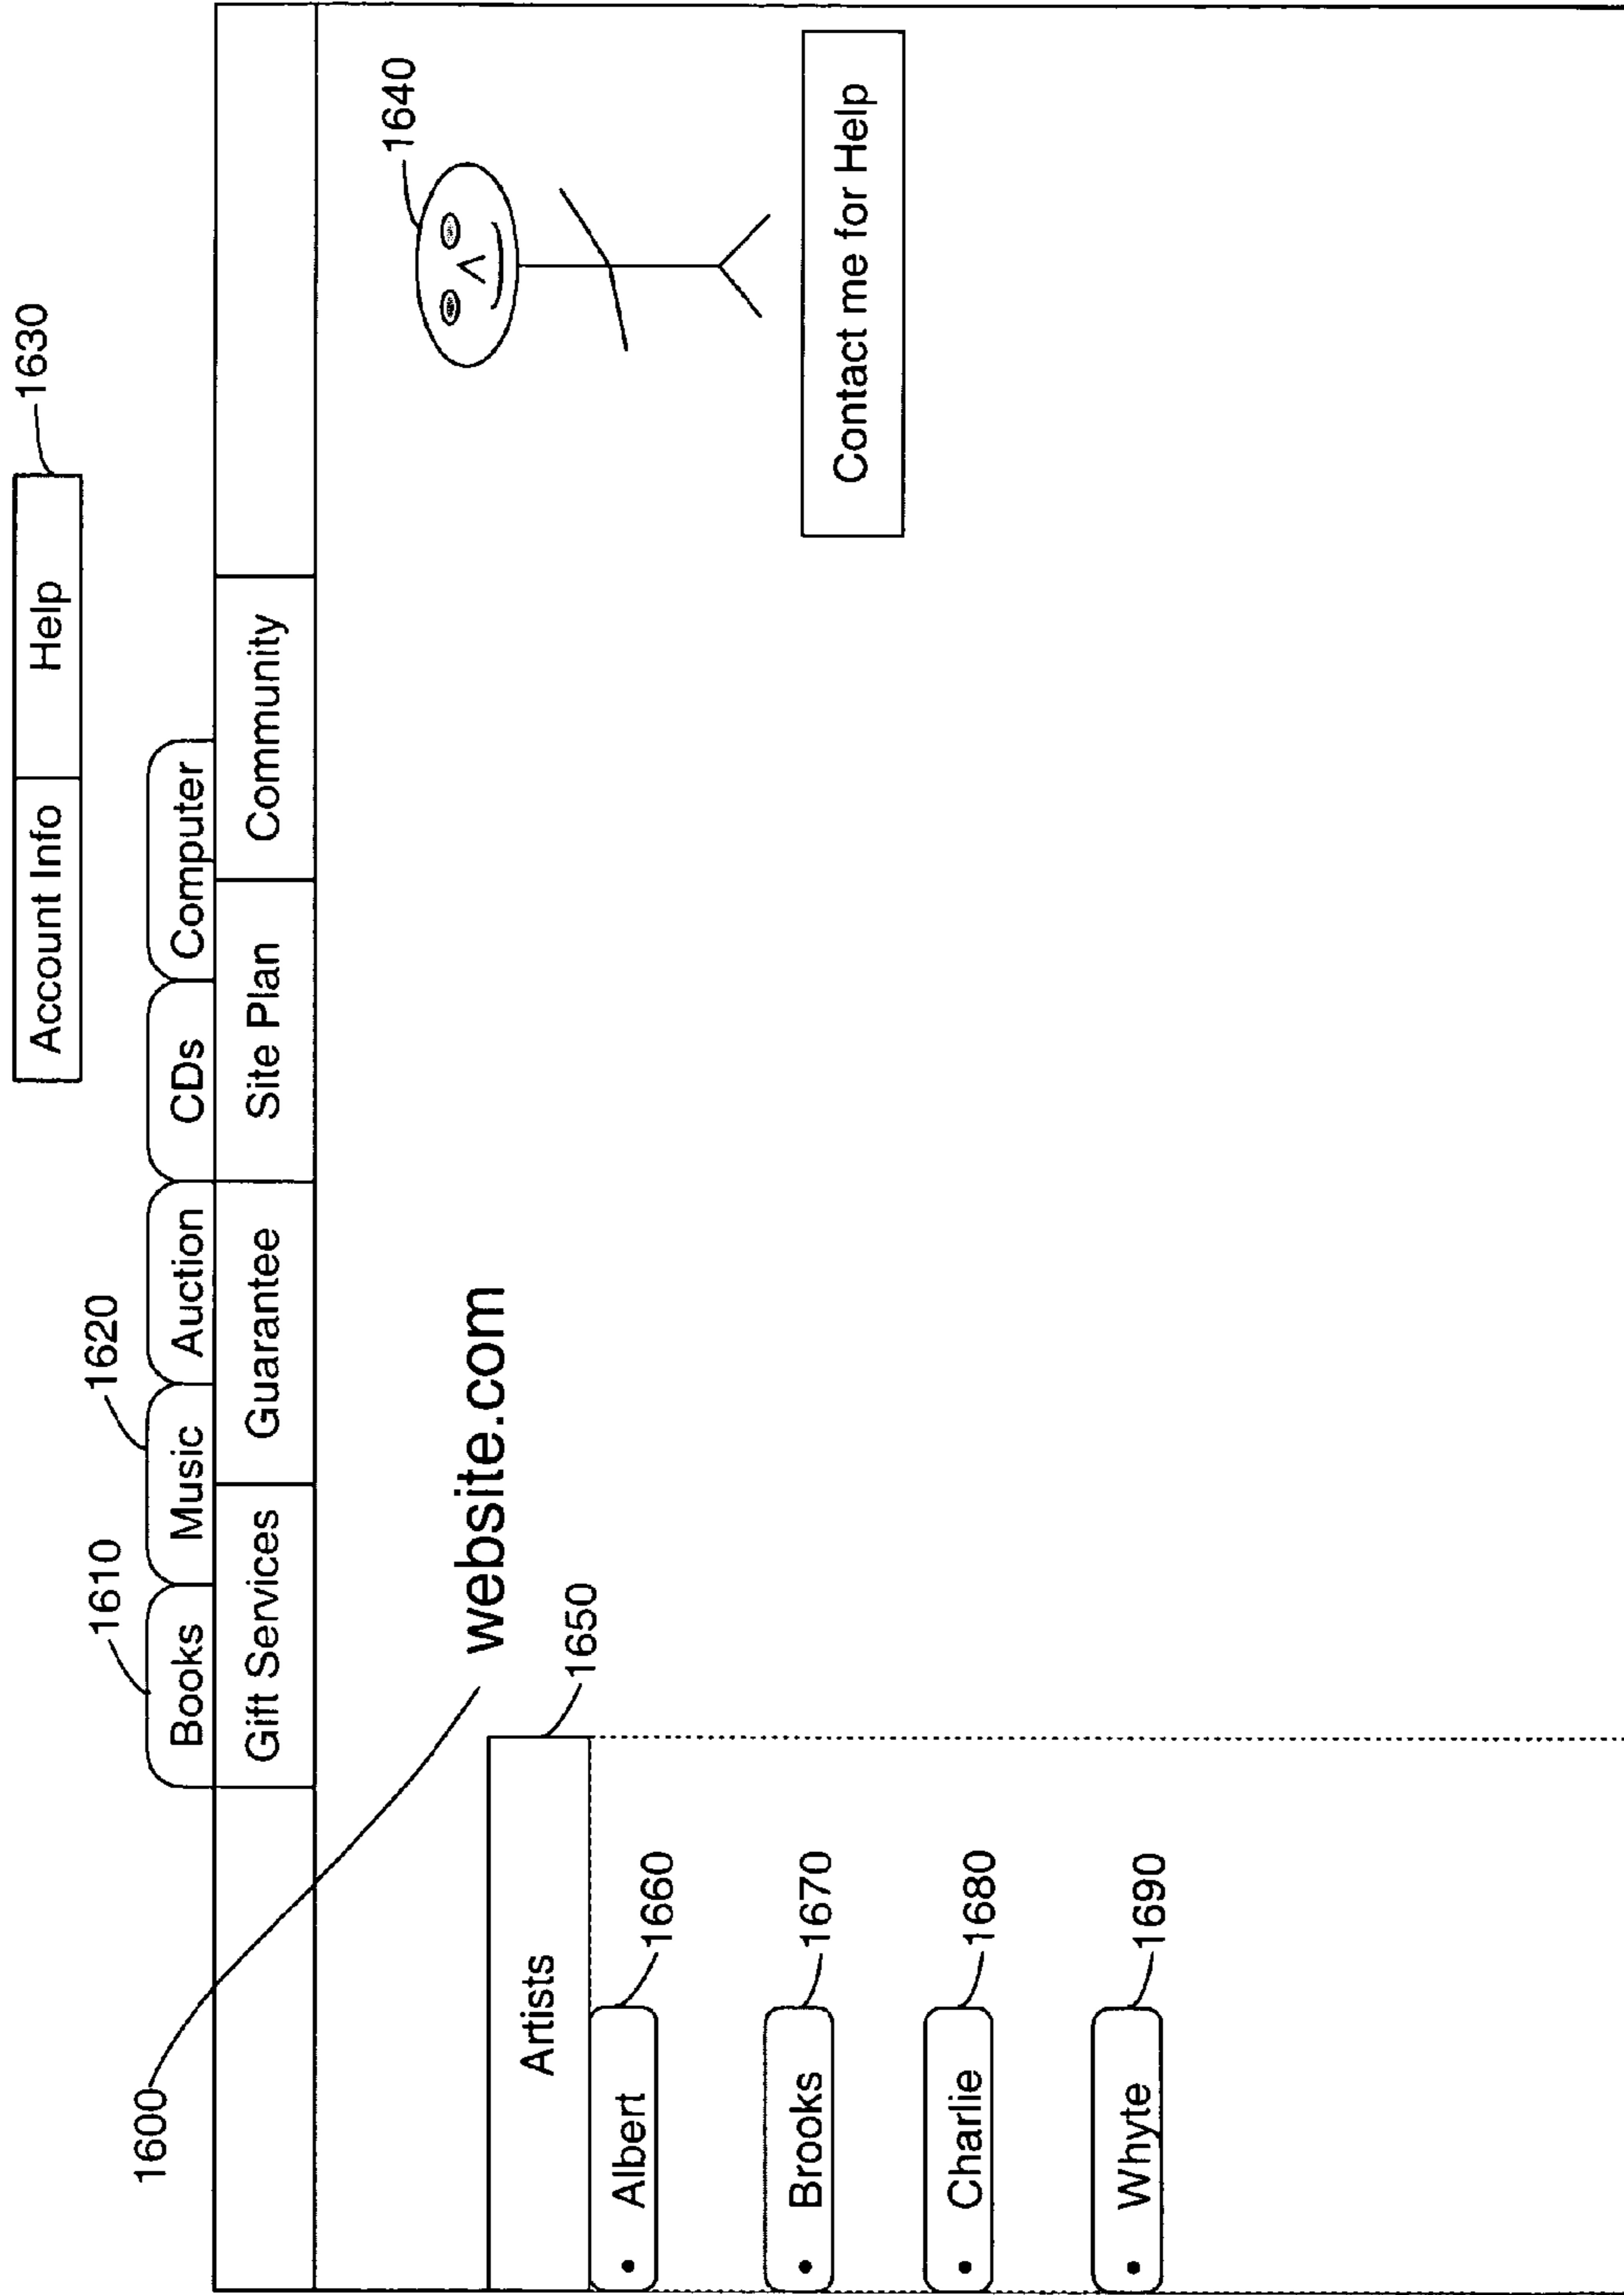 Account Info Help 1630
1610 1620
Books Music Auction CDs Computer
1600
Gift Services Guarantee Site Plan Community
1640
website.com
1650
Artists
• Albert 1660
• Brooks 1670
Contact me for Help
• Charlie 1680
• Whyte 1690